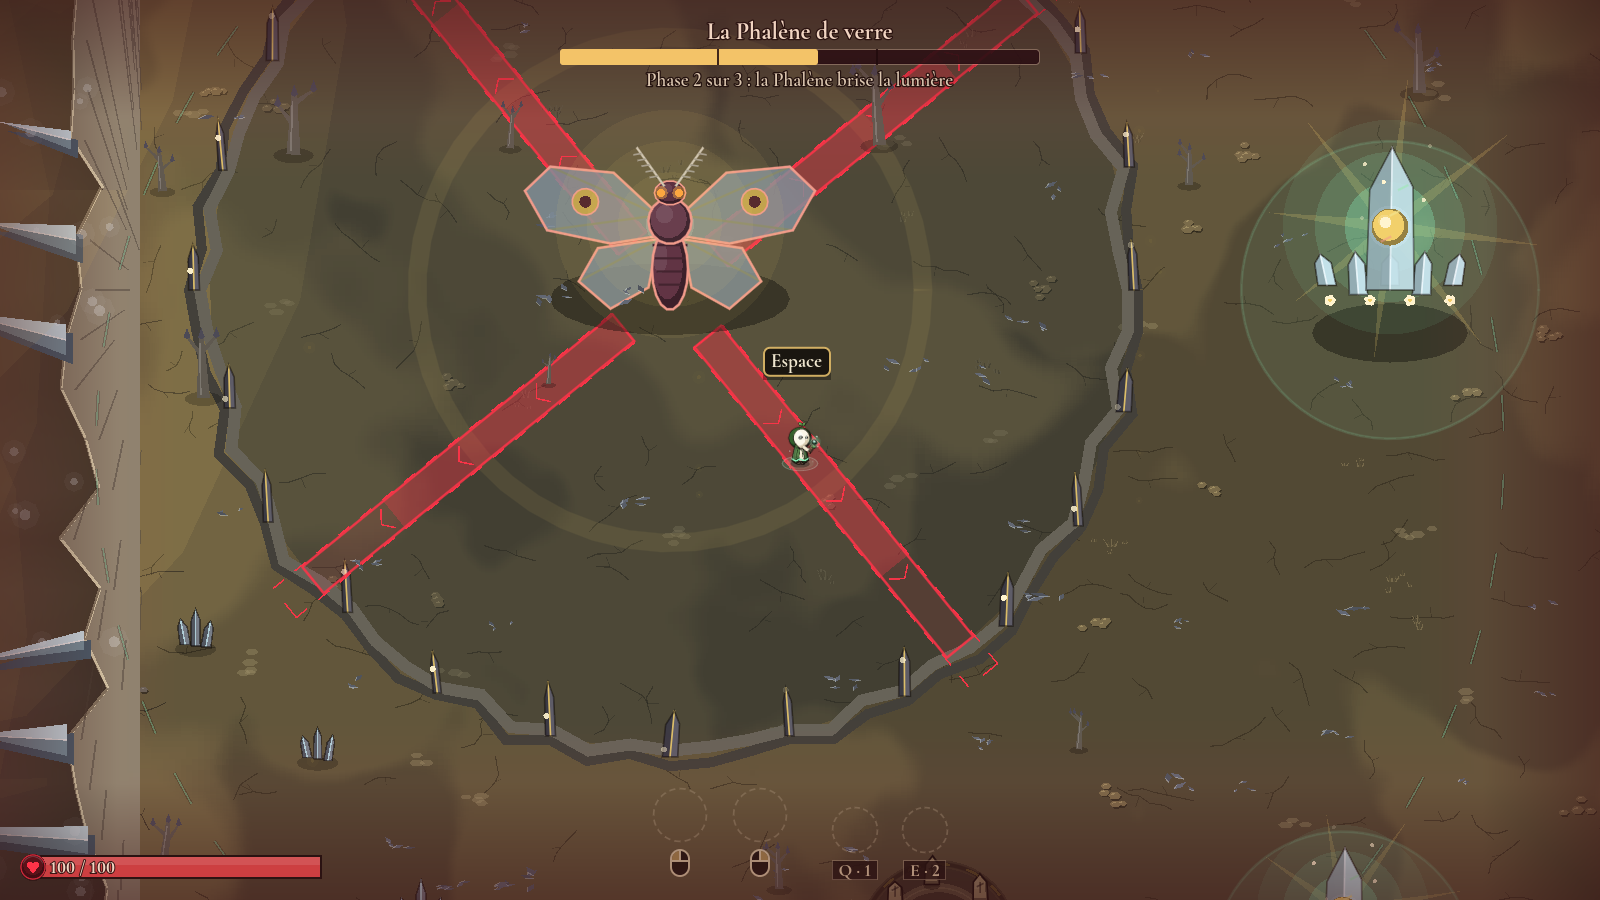 La Phalène de verre
Phase 2 sur 3 : la Phalène brise la lumière
Espace
100 / 100
Q · 1
E · 2